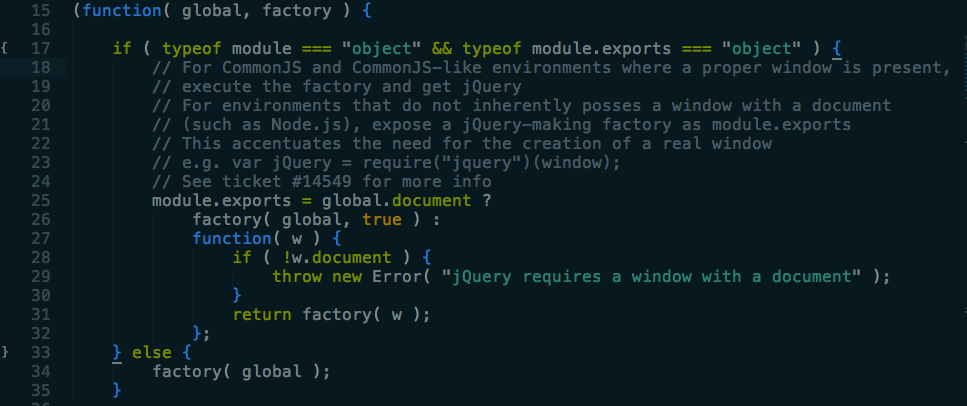 15 (function( global, factory ) {
16
{ 17     if ( typeof module === "object" && typeof module.exports === "object" ) {
18         // For CommonJS and CommonJS-like environments where a proper window is present,
19         // execute the factory and get jQuery
20         // For environments that do not inherently posses a window with a document
21         // (such as Node.js), expose a jQuery-making factory as module.exports
22         // This accentuates the need for the creation of a real window
23         // e.g. var jQuery = require("jquery")(window);
24         // See ticket #14549 for more info
25         module.exports = global.document ?
26             factory( global, true ) :
27             function( w ) {
28                 if ( !w.document ) {
29                     throw new Error( "jQuery requires a window with a document" );
30                 }
31                 return factory( w );
32             };
} 33     } else {
34         factory( global );
35     }